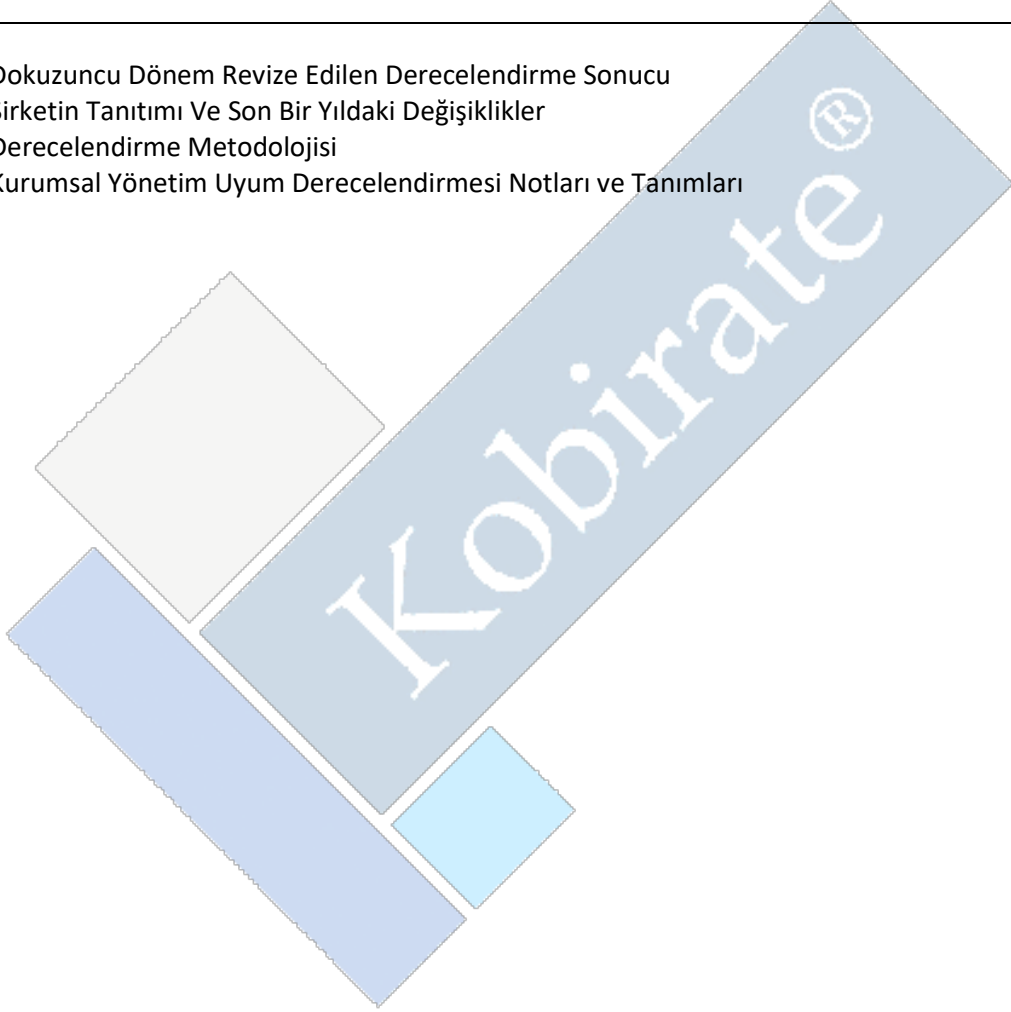 Dokuzuncu Dönem Revize Edilen Derecelendirme Sonucu
Şirketin Tanıtımı Ve Son Bir Yıldaki Değişiklikler
Derecelendirme Metodolojisi
Kurumsal Yönetim Uyum Derecelendirmesi Notları ve Tanımları
Kobirate ®